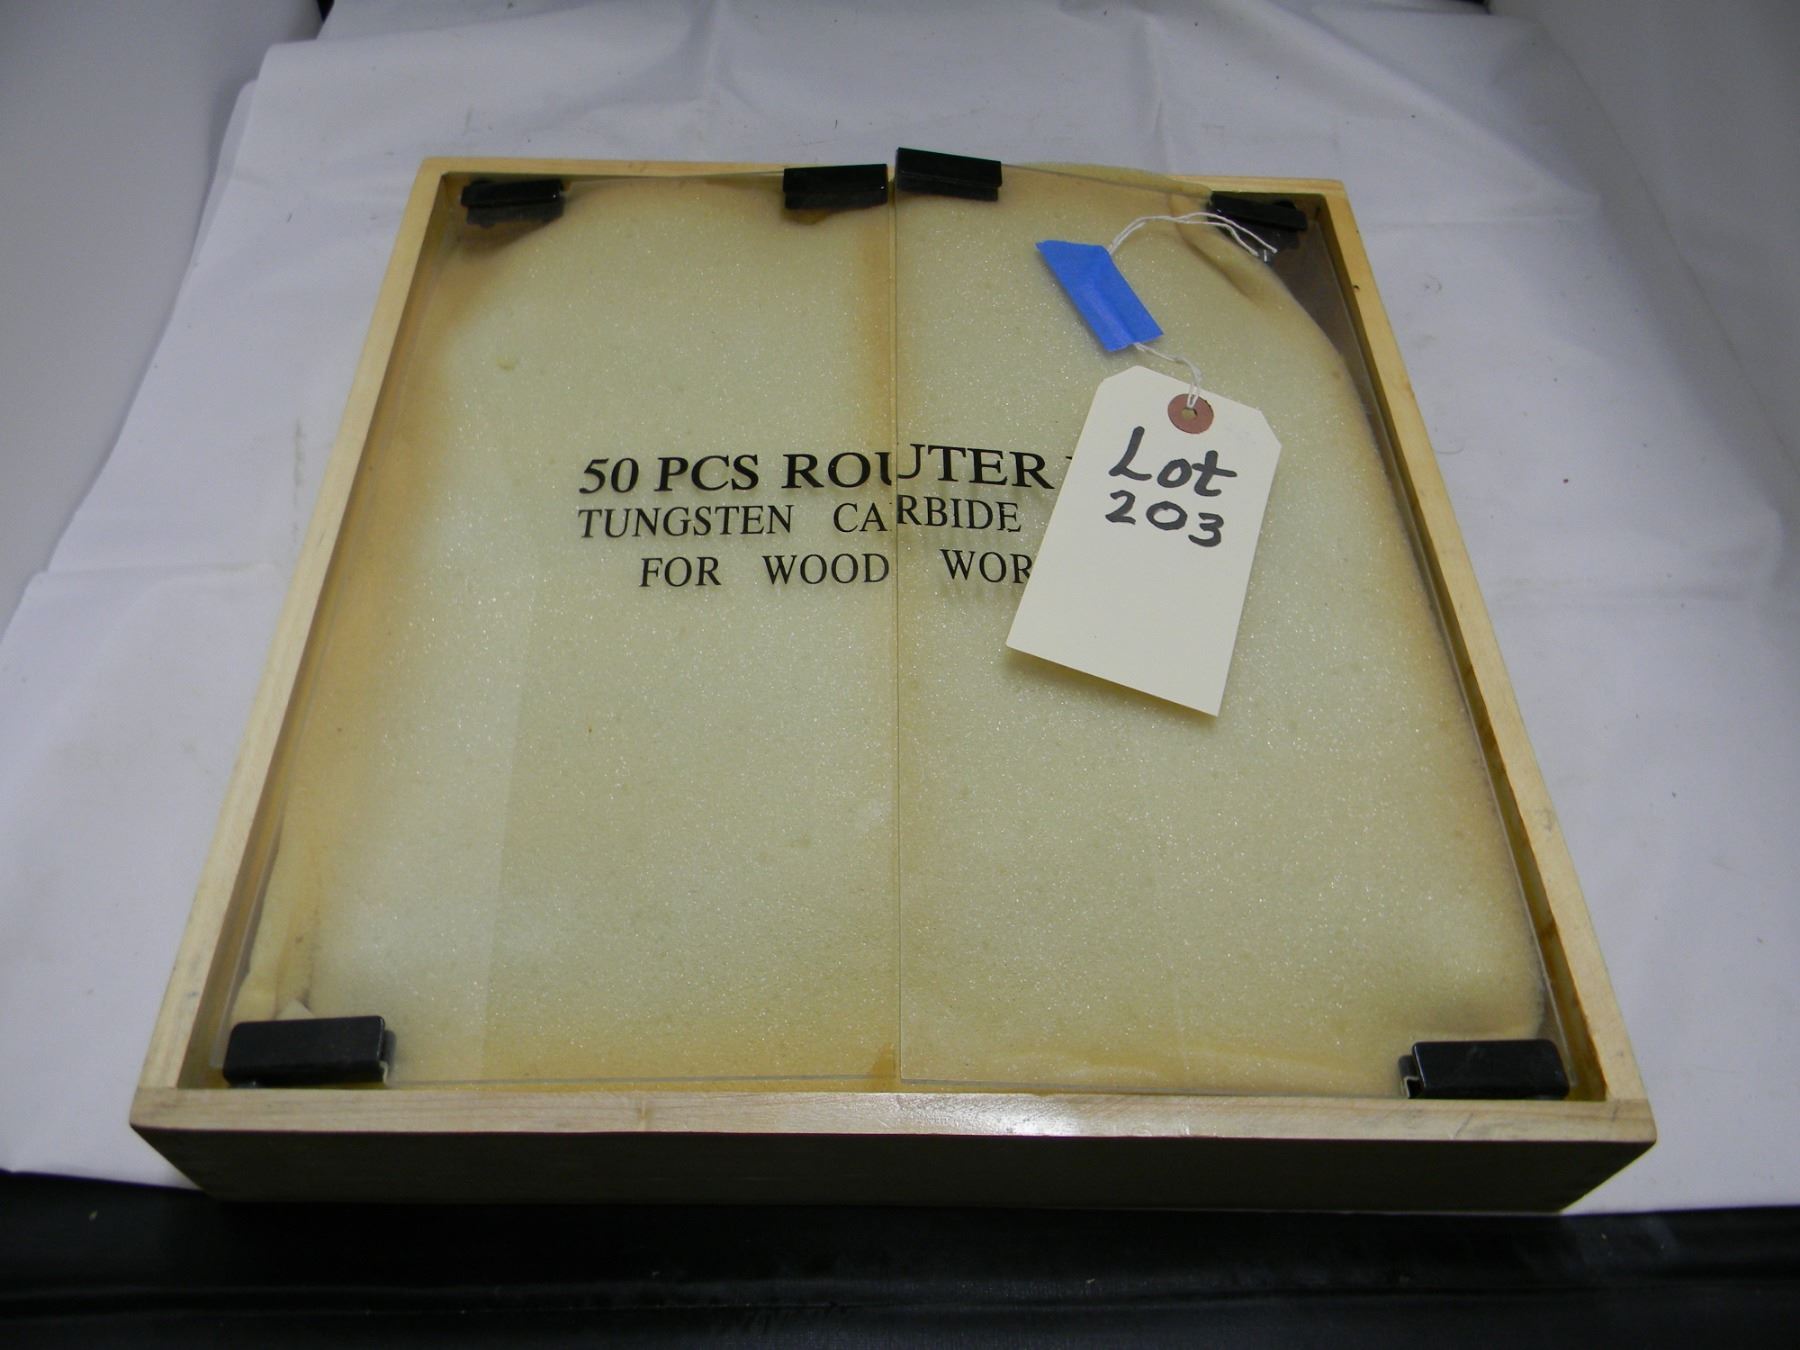 50 PCS ROUTER
TUNGSTEN CARBIDE
FOR WOOD WOR
Lot
203